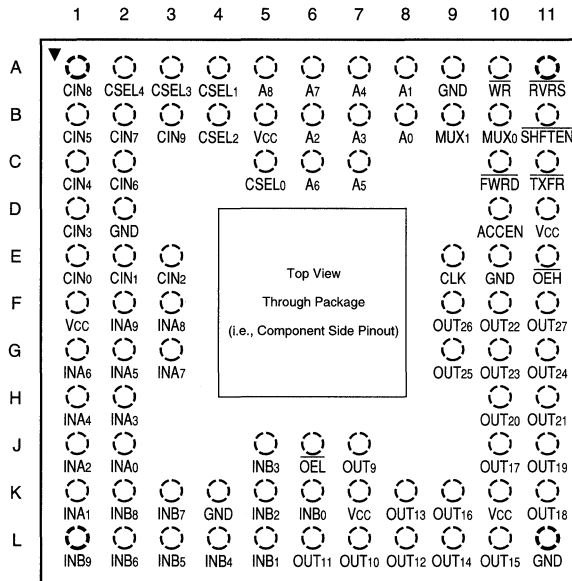 1 2 3 4 5 6 7 8 9 10 11
A
CIN8 CSEL4 CSEL3 CSEL1 A8 A7 A4 A1 GND WR RVRS
B
CIN5 CIN7 CIN9 CSEL2 VCC A2 A3 A0 MUX1 MUX0 SHFTEN
C
CIN4 CIN6 CSEL0 A6 A5 FWRD TXFR
D
CIN3 GND ACCEN VCC
E
CIN0 CIN1 CIN2 CLK GND OEH
Top View
Through Package
(i.e., Component Side Pinout)
F
VCC INA9 INA8 OUT26 OUT22 OUT27
G
INA6 INA5 INA7 OUT25 OUT23 OUT24
H
INA4 INA3 OUT20 OUT21
J
INA2 INA0 INB3 OEL OUT9 OUT17 OUT19
K
INA1 INB8 INB7 GND INB2 INB0 VCC OUT13 OUT16 VCC OUT18
L
INB9 INB6 INB5 INB4 INB1 OUT11 OUT10 OUT12 OUT14 OUT15 GND